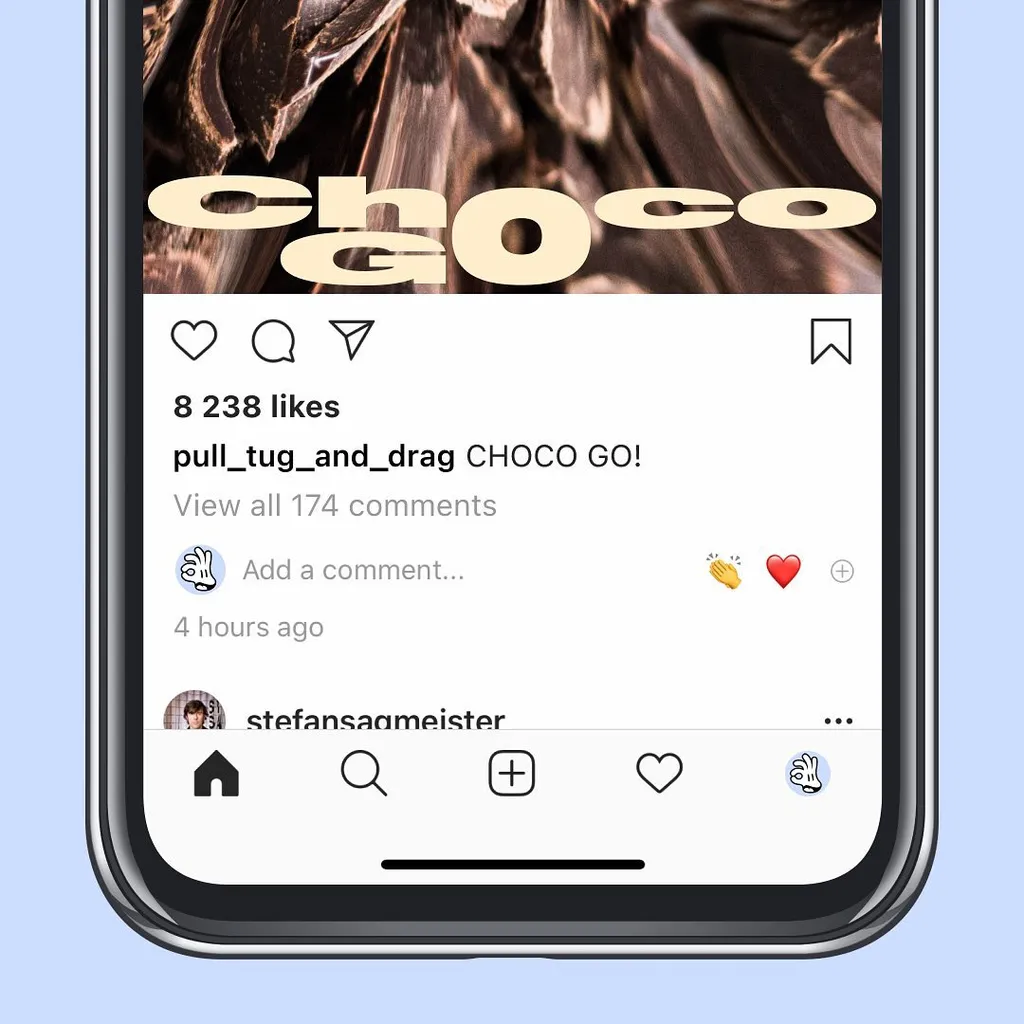 Choco
GO
8 238 likes
pull_tug_and_drag CHOCO GO!
View all 174 comments
Add a comment...
4 hours ago
stefansagmeister